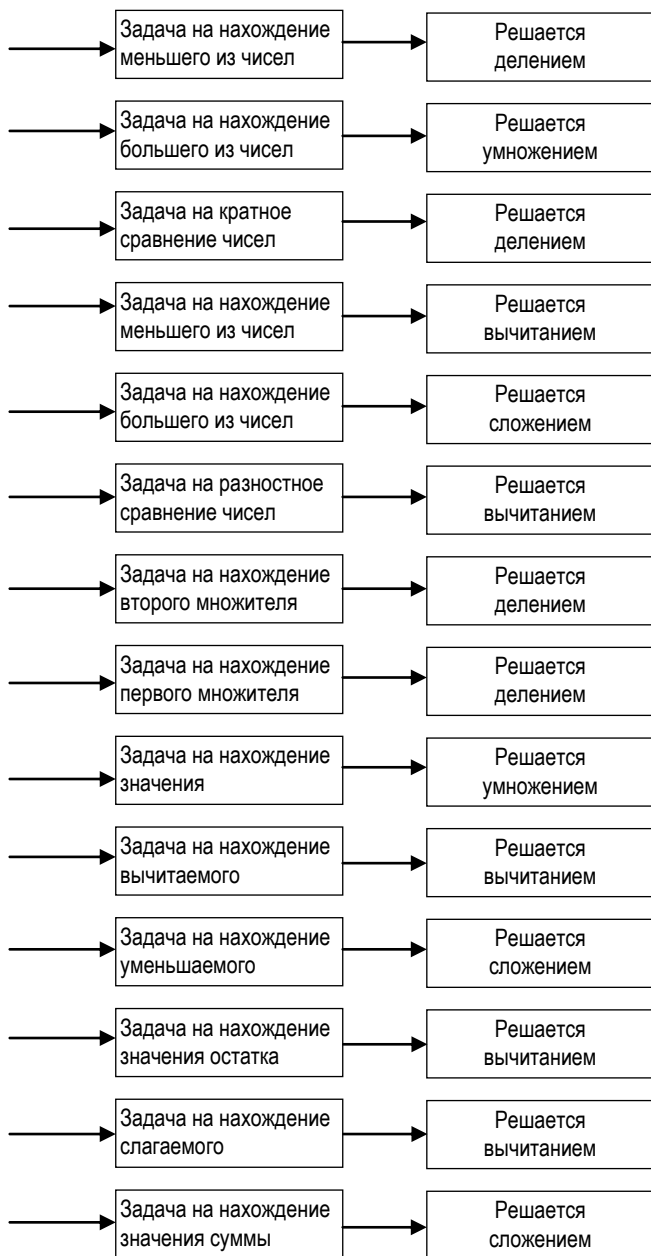 Задача на нахождение
меньшего из чисел
Решается
делением
Задача на нахождение
большего из чисел
Решается
умножением
Задача на кратное
сравнение чисел
Решается
делением
Задача на нахождение
меньшего из чисел
Решается
вычитанием
Задача на нахождение
большего из чисел
Решается
сложением
Задача на разностное
сравнение чисел
Решается
вычитанием
Задача на нахождение
второго множителя
Решается
делением
Задача на нахождение
первого множителя
Решается
делением
Задача на нахождение
значения
Решается
умножением
Задача на нахождение
вычитаемого
Решается
вычитанием
Задача на нахождение
уменьшаемого
Решается
сложением
Задача на нахождение
значения остатка
Решается
вычитанием
Задача на нахождение
слагаемого
Решается
вычитанием
Задача на нахождение
значения суммы
Решается
сложением